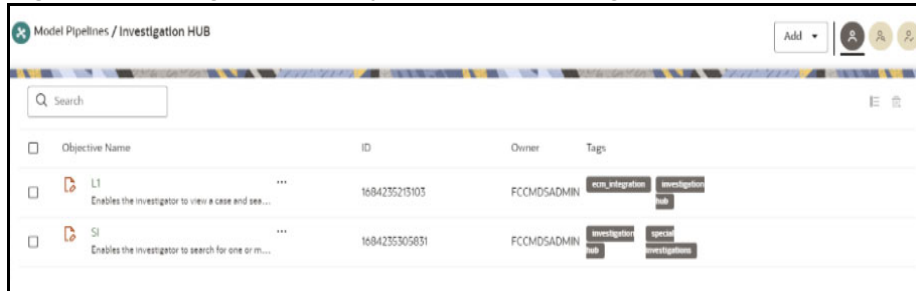 Model Pipelines / Investigation HUB
Add
Search
Objective Name ID Owner Tags
L1 ... 1684235213103 FCCMDSADMIN ecm_integration investigation hub
Enables the investigator to view a case and sea...
SI ... 1684235305831 FCCMDSADMIN investigation hub special investigations
Enables the investigator to search for one or m...